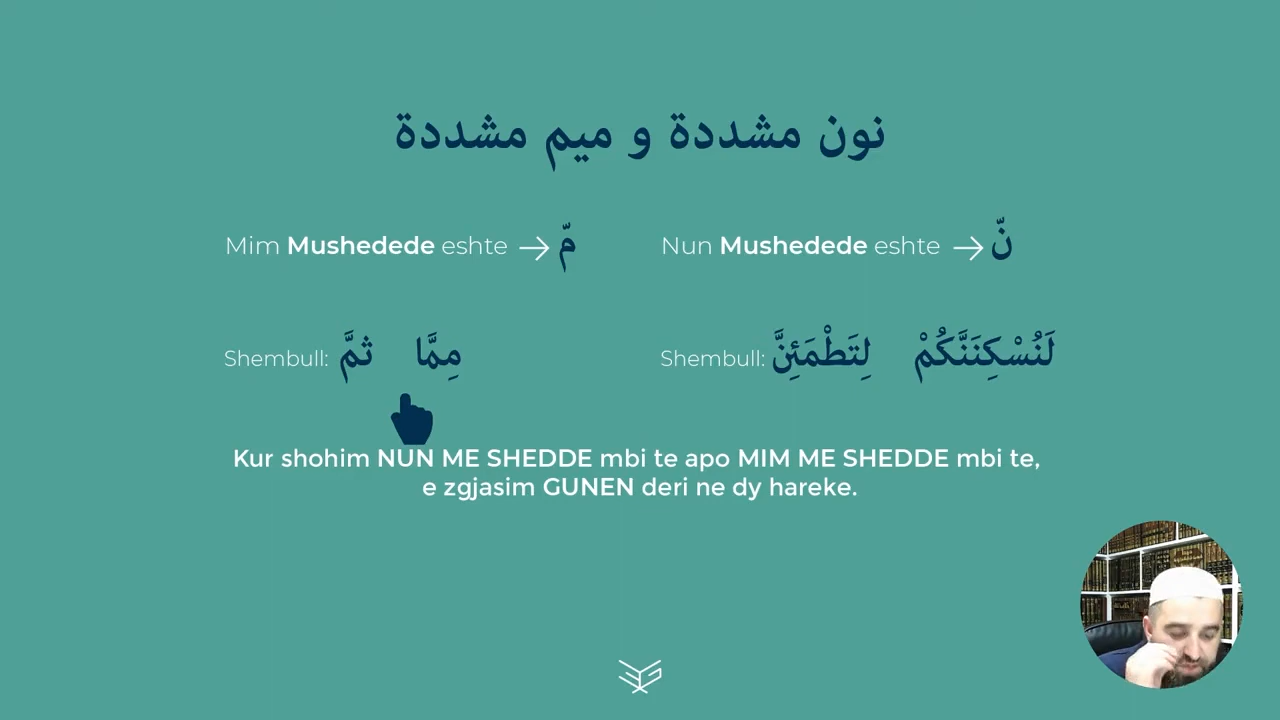 نون مشددة و ميم مشددة
Mim Mushedede eshte → مّ
Nun Mushedede eshte → نّ
Shembull: ثمَّ مِمَّا
Shembull: لِتَطْمَئِنَّ لَنُسْكِنَنَّكُمْ
Kur shohim NUN ME SHEDDE mbi te apo MIM ME SHEDDE mbi te,
e zgjasim GUNEN deri ne dy hareke.